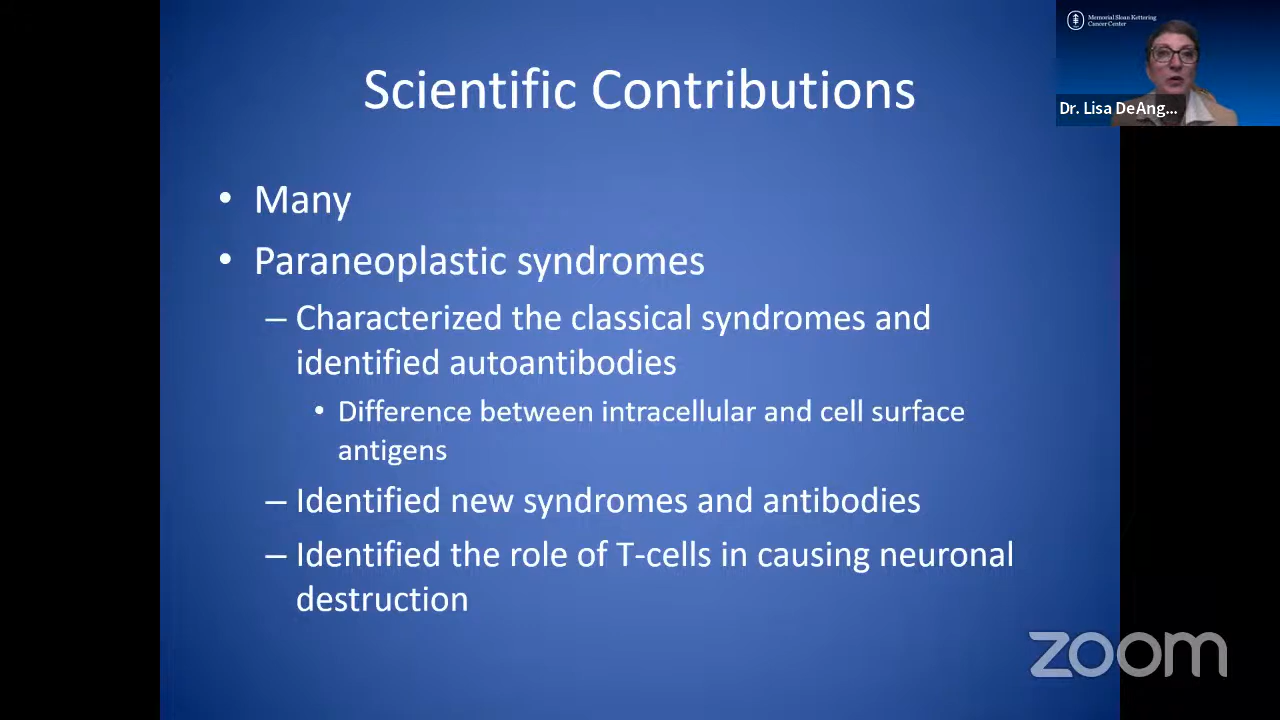 Memorial Sloan Kettering
Cancer Center
Dr. Lisa DeAng...
Scientific Contributions
• Many
• Paraneoplastic syndromes
– Characterized the classical syndromes and
identified autoantibodies
• Difference between intracellular and cell surface
antigens
– Identified new syndromes and antibodies
– Identified the role of T-cells in causing neuronal
destruction
zoom